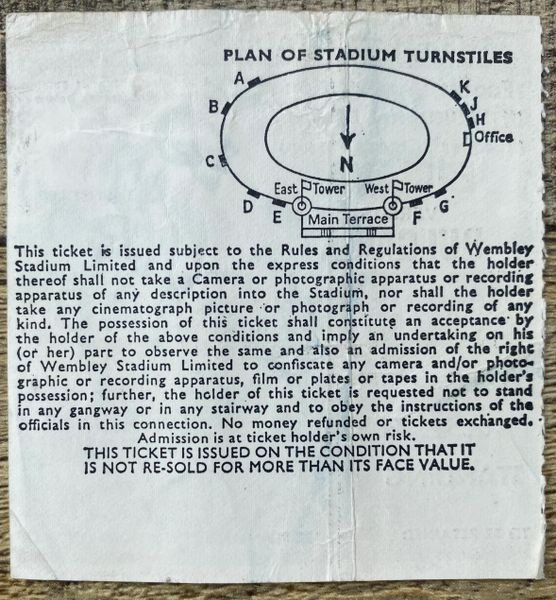 PLAN OF STADIUM TURNSTILES
A
B
C
D
E
K
J
H
Office
G
F
N
East Tower
West Tower
Main Terrace
This ticket is issued subject to the Rules and Regulations of Wembley
Stadium Limited and upon the express conditions that the holder
thereof shall not take a Camera or photographic apparatus or recording
apparatus of any description into the Stadium, nor shall the holder
take any cinematograph picture or photograph or recording of any
kind. The possession of this ticket shall constitute an acceptance by
the holder of the above conditions and imply an undertaking on his
(or her) part to observe the same and also an admission of the right
of Wembley Stadium Limited to confiscate any camera and/or photo-
graphic or recording apparatus, film or plates or tapes in the holder's
possession; further, the holder of this ticket is requested not to stand
in any gangway or in any stairway and to obey the instructions of the
officials in this connection. No money refunded or tickets exchanged.
Admission is at ticket holder's own risk.
THIS TICKET IS ISSUED ON THE CONDITION THAT IT
IS NOT RE-SOLD FOR MORE THAN ITS FACE VALUE.